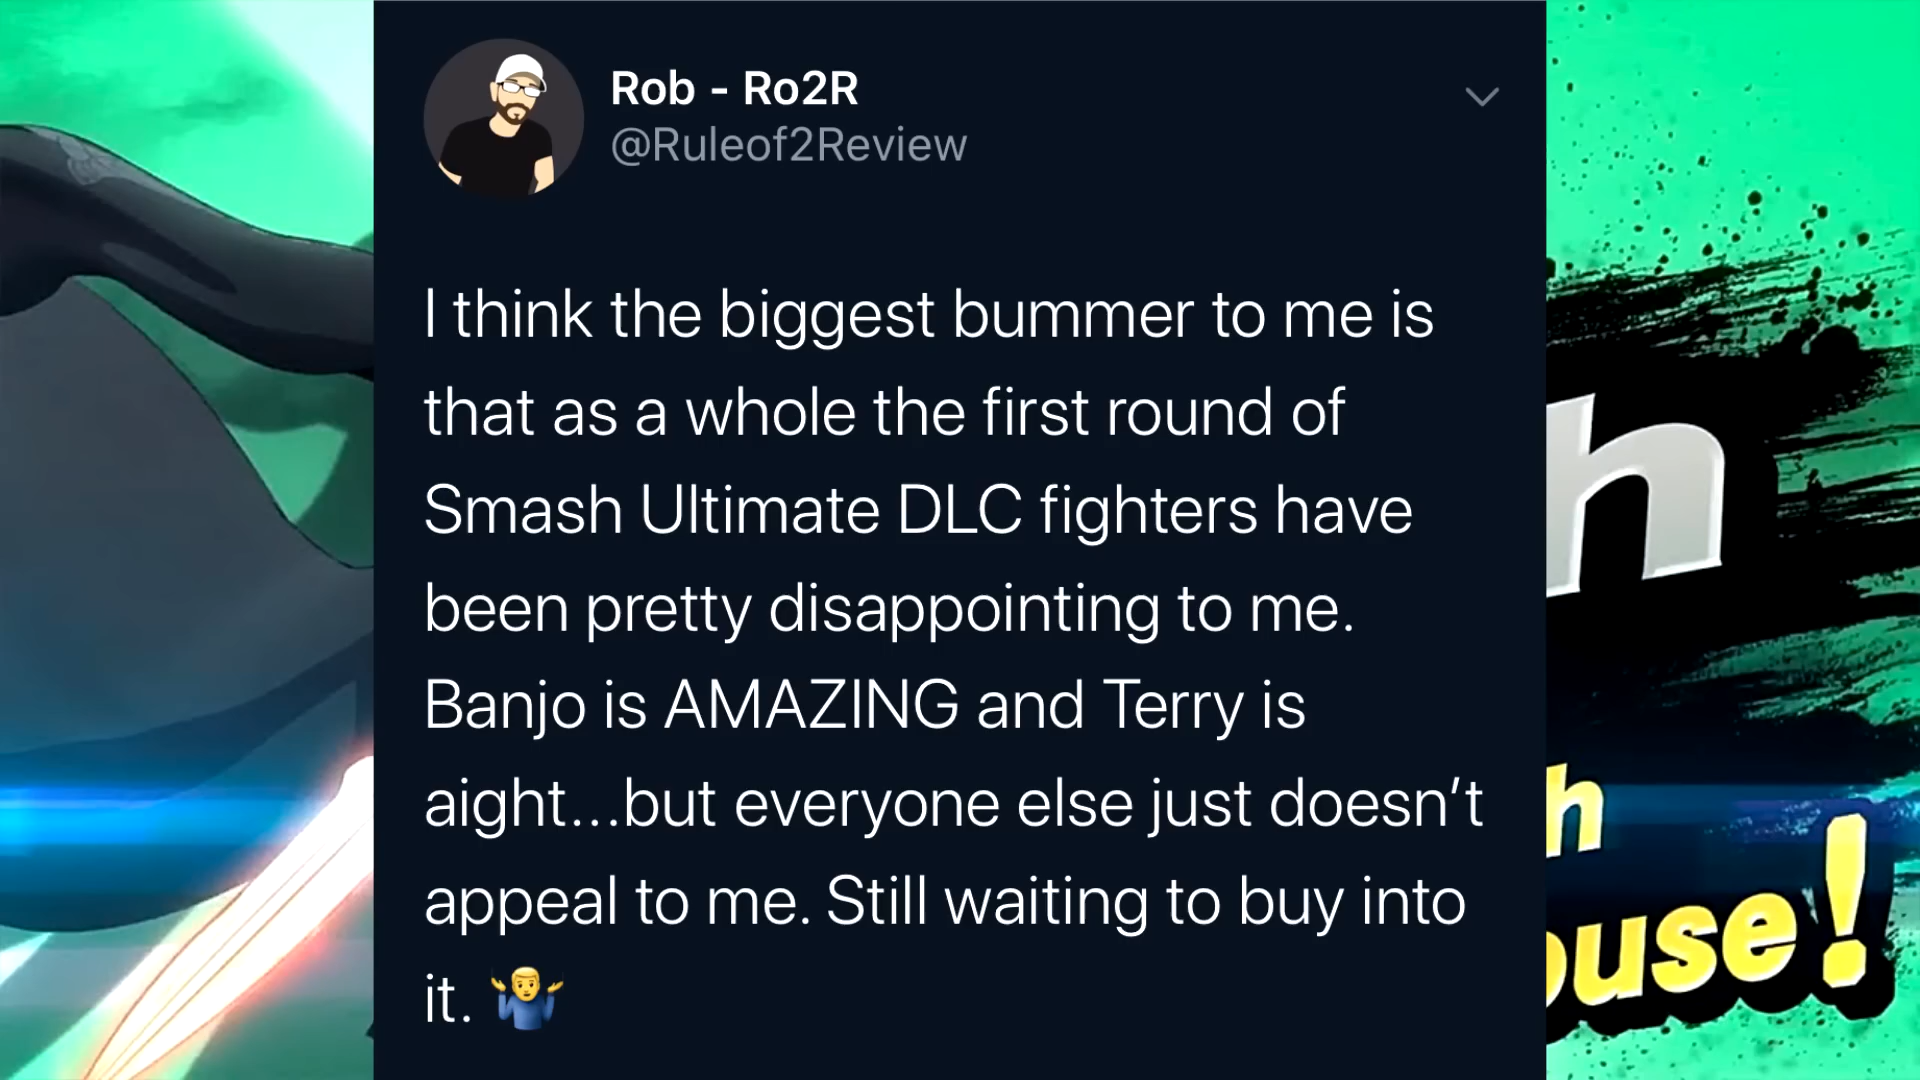 Rob - Ro2R
@Ruleof2Review
I think the biggest bummer to me is
that as a whole the first round of
Smash Ultimate DLC fighters have
been pretty disappointing to me.
Banjo is AMAZING and Terry is
aight...but everyone else just doesn’t
appeal to me. Still waiting to buy into
it. 🤷‍♂️
h
h
ouse!